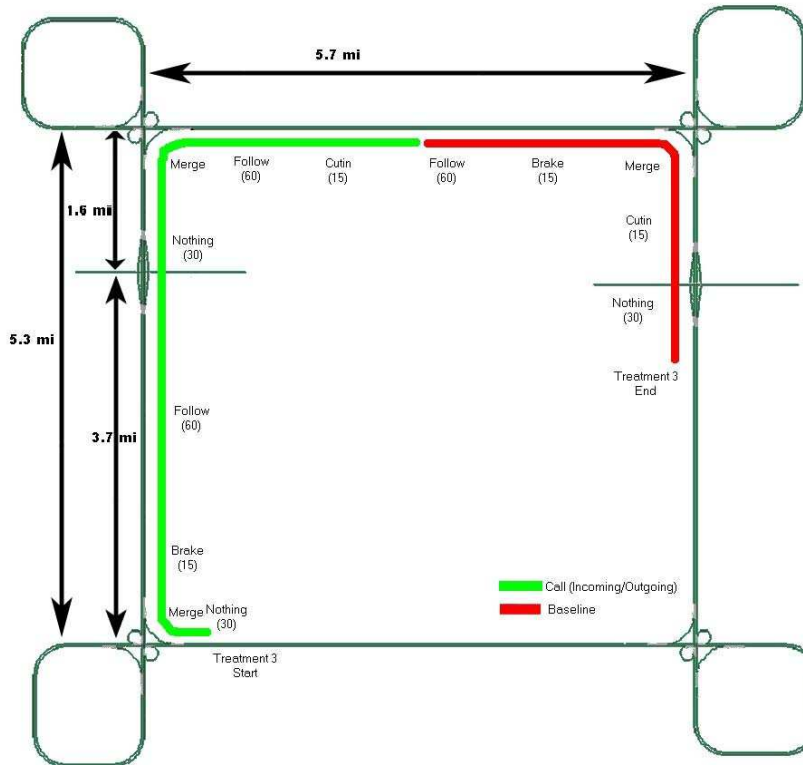 5.7 mi
Merge
Follow
(60)
Cutin
(15)
Follow
(60)
Brake
(15)
Merge
1.6 mi
Cutin
(15)
Nothing
(30)
Nothing
(30)
5.3 mi
Treatment 3
End
Follow
(60)
3.7 mi
Brake
(15)
Call (Incoming/Outgoing)
Baseline
Merge
Nothing
(30)
Treatment 3
Start